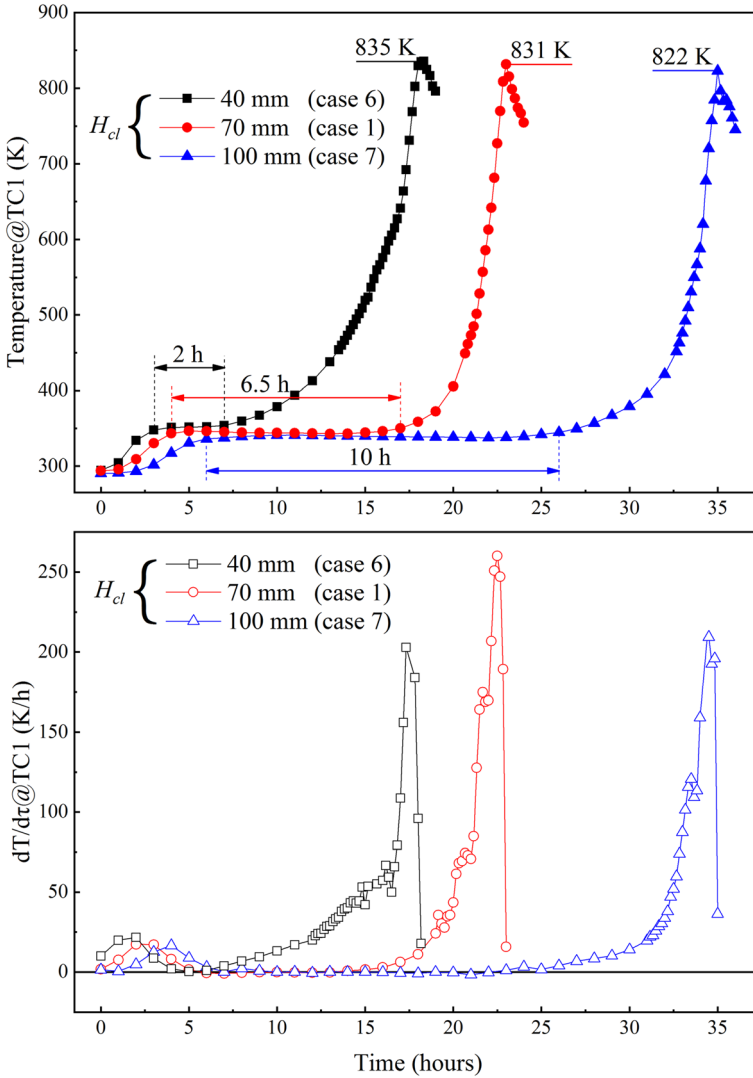 900
800
700
600
500
400
300
Temperature@TC1 (K)
835 K
831 K
822 K
H_cl
40 mm (case 6)
70 mm (case 1)
100 mm (case 7)
2 h
6.5 h
10 h
0 5 10 15 20 25 30 35
250
200
150
100
50
0
dT/dτ@TC1 (K/h)
H_cl
40 mm (case 6)
70 mm (case 1)
100 mm (case 7)
0 5 10 15 20 25 30 35
Time (hours)